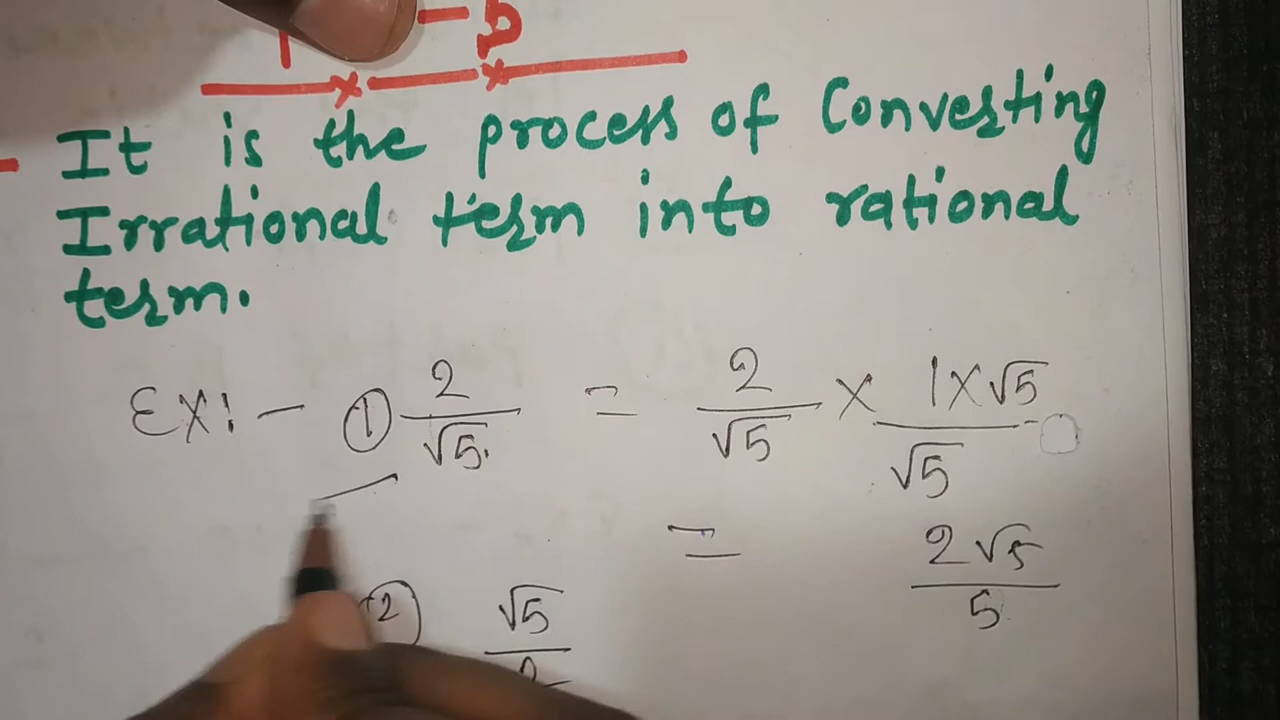 It is the process of Converting
Irrational term into rational
term.
Ex:- ① 2/√5 = 2/√5 × 1×√5/√5
= 2√5/5
② √5